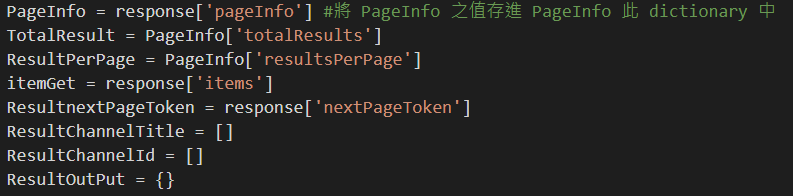 PageInfo = response['pageInfo'] #將 PageInfo 之值存進 PageInfo 此 dictionary 中
TotalResult = PageInfo['totalResults']
ResultPerPage = PageInfo['resultsPerPage']
itemGet = response['items']
ResultnextPageToken = response['nextPageToken']
ResultChannelTitle = []
ResultChannelId = []
ResultOutPut = {}